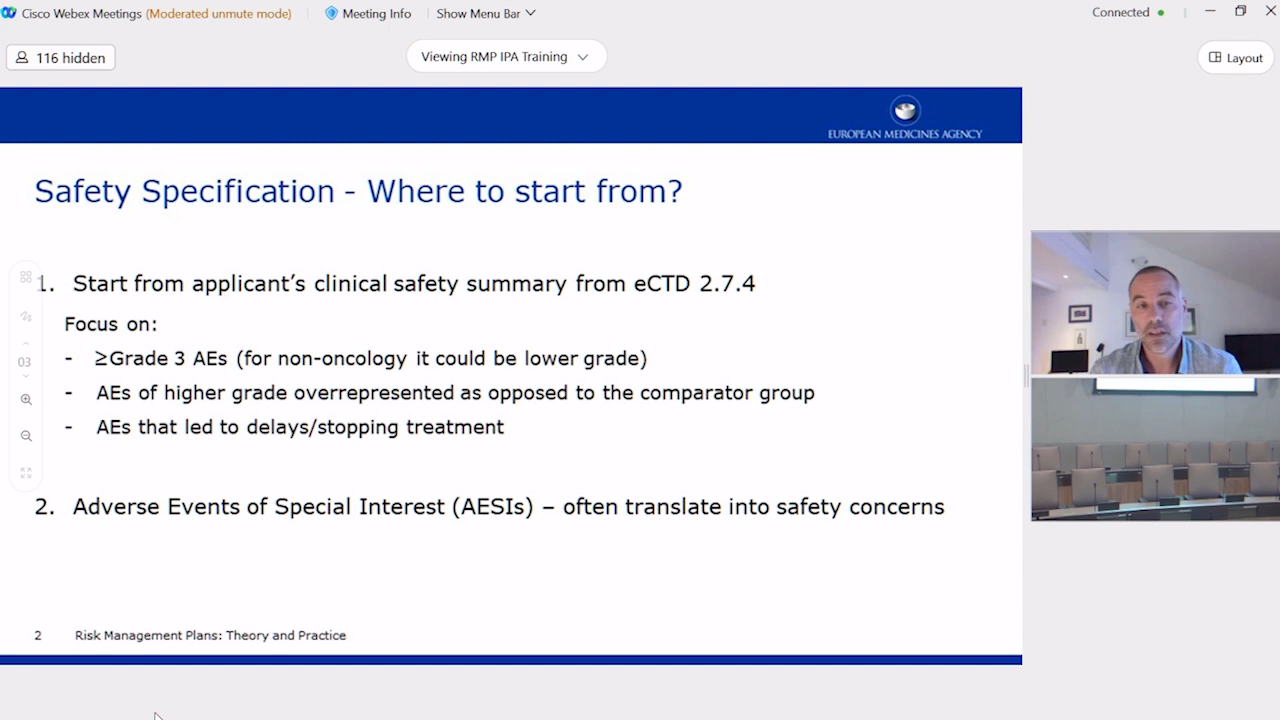 Cisco Webex Meetings (Moderated unmute mode) Meeting Info Show Menu Bar Connected
116 hidden Viewing RMP IPA Training Layout
EUROPEAN MEDICINES AGENCY
Safety Specification - Where to start from?
1. Start from applicant’s clinical safety summary from eCTD 2.7.4
Focus on:
- ≥Grade 3 AEs (for non-oncology it could be lower grade)
03
- AEs of higher grade overrepresented as opposed to the comparator group
- AEs that led to delays/stopping treatment
2. Adverse Events of Special Interest (AESIs) – often translate into safety concerns
2 Risk Management Plans: Theory and Practice